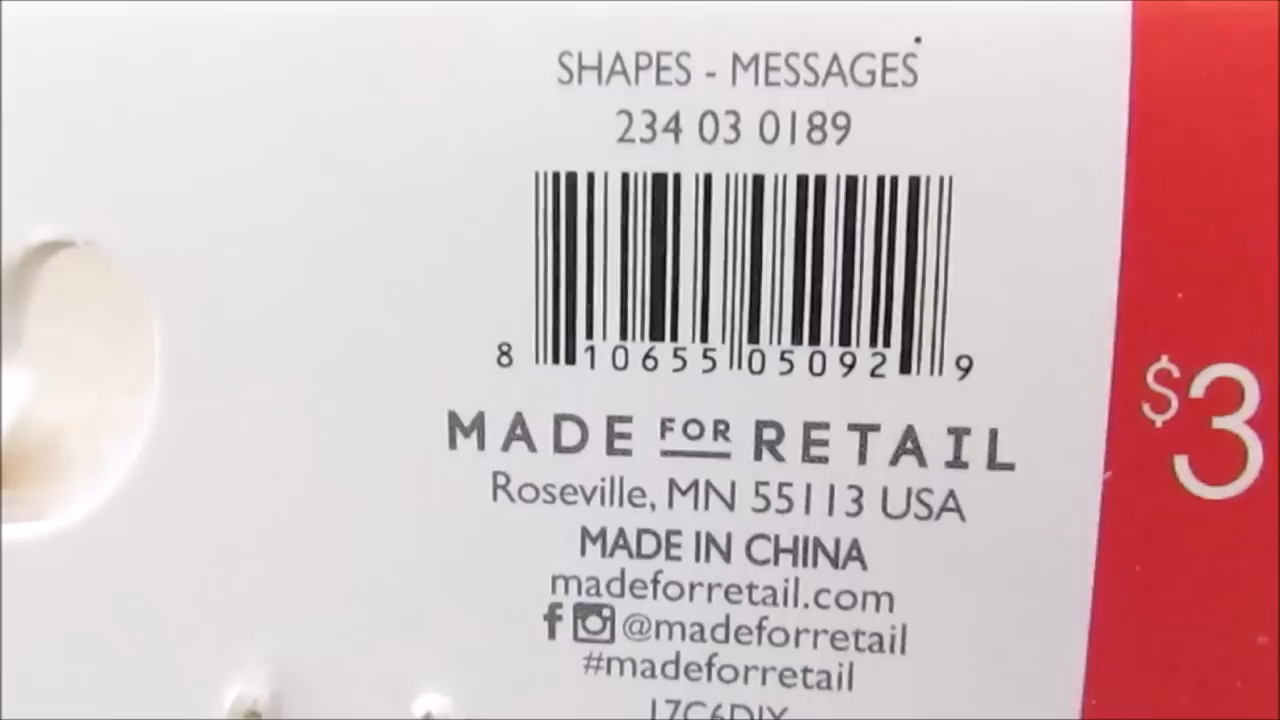 SHAPES - MESSAGES
234 03 0189
8 10655 05092 9
MADE FOR RETAIL
Roseville, MN 55113 USA
MADE IN CHINA
madeforretail.com
@madeforretail
#madeforretail
17C6DIY
$3